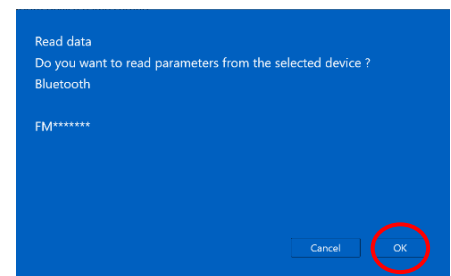 Read data
Do you want to read parameters from the selected device ?
Bluetooth
FM*******
Cancel
OK